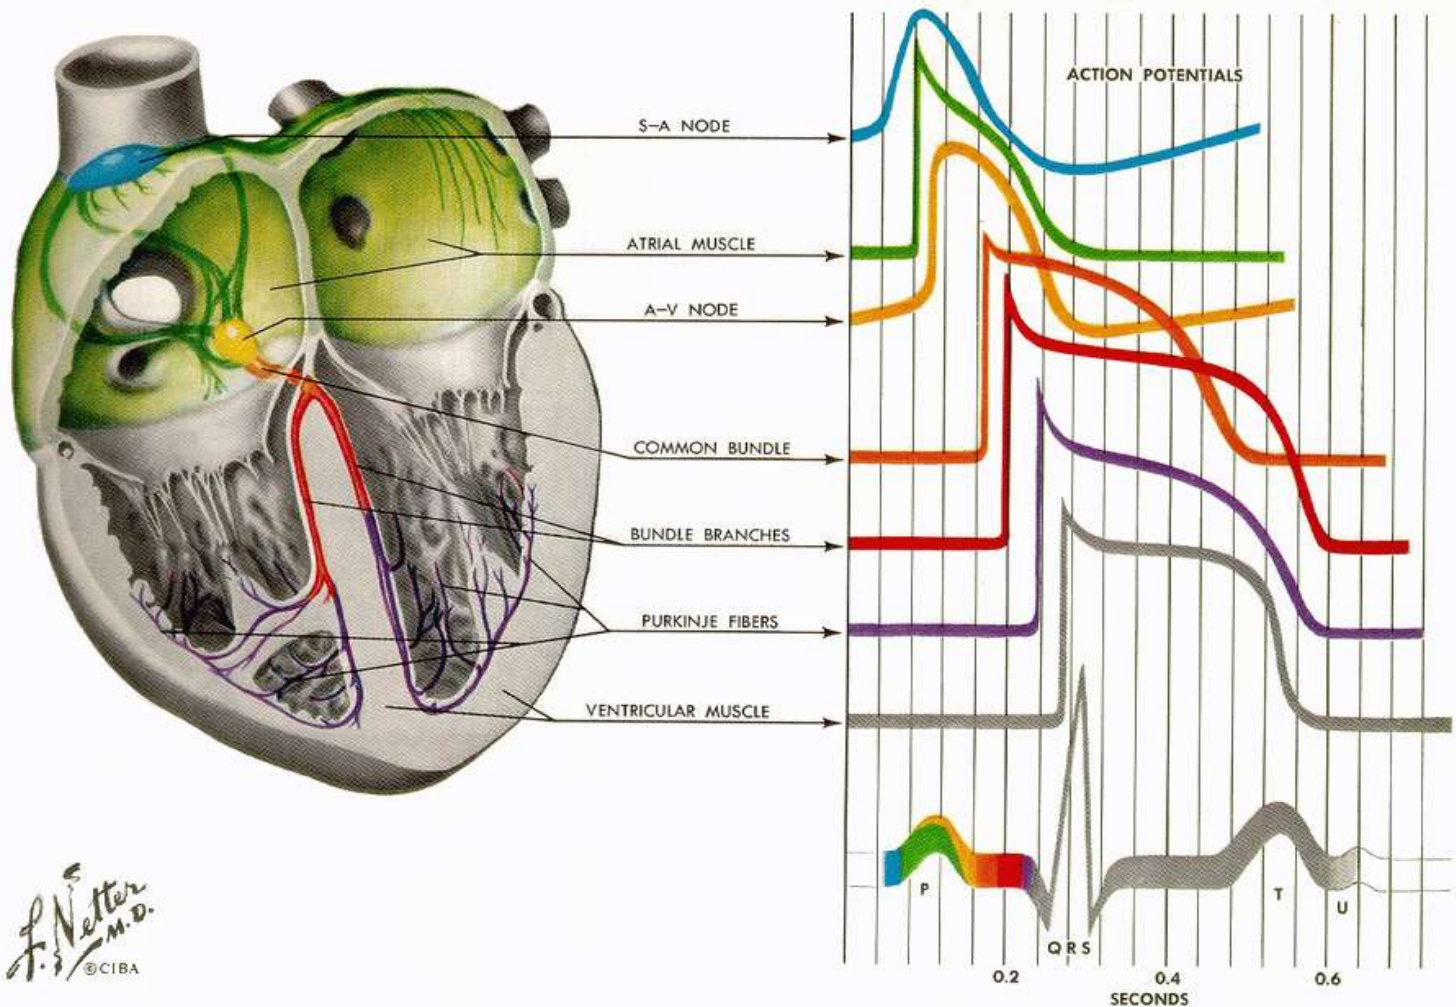 ACTION POTENTIALS
S–A NODE
ATRIAL MUSCLE
A–V NODE
COMMON BUNDLE
BUNDLE BRANCHES
PURKINJE FIBERS
VENTRICULAR MUSCLE
P
T
U
QRS
0.2 0.4 0.6
SECONDS
F. Netter
M.D.
©CIBA